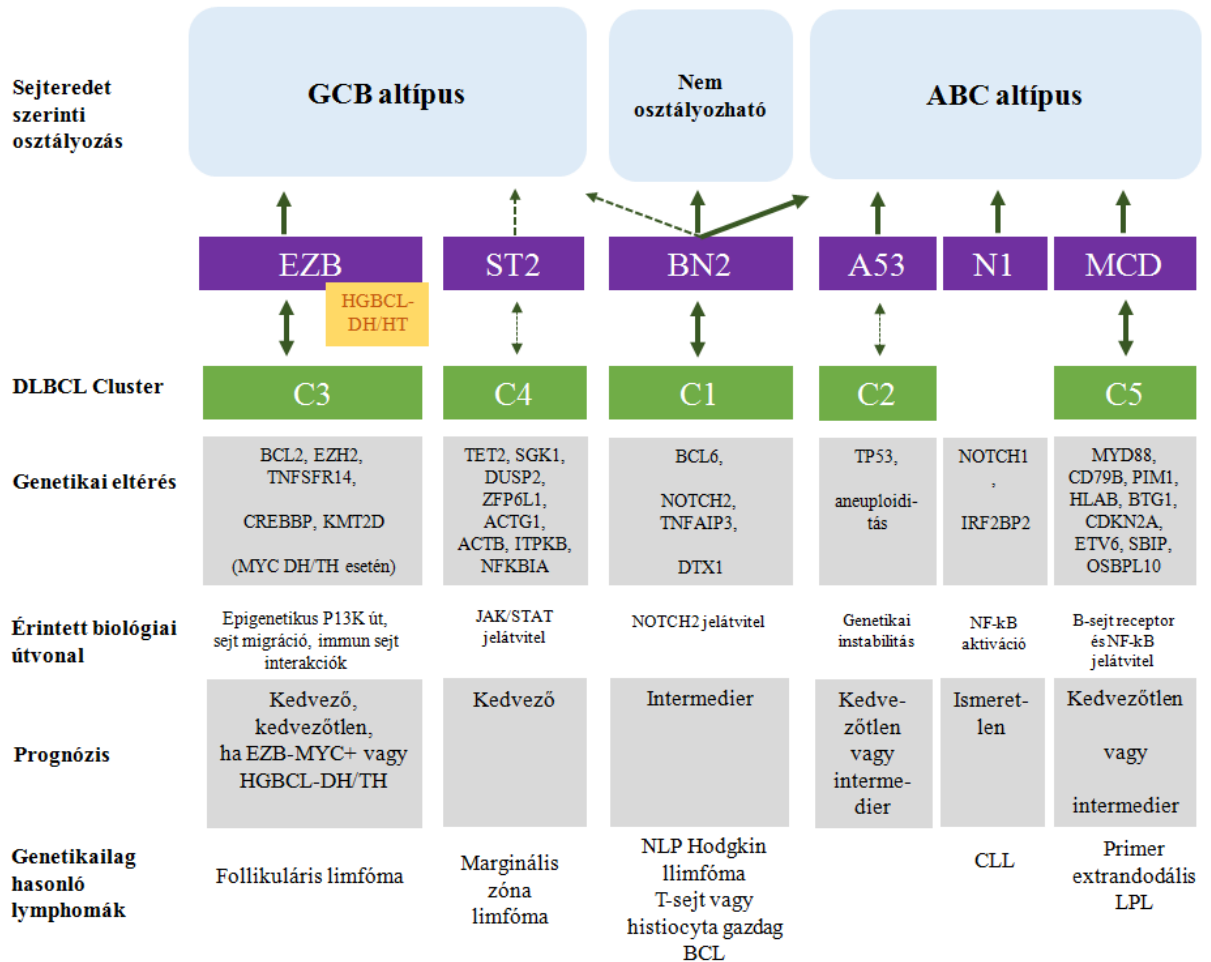 Sejteredet
szerinti
osztályozás
GCB altípus
Nem
osztályozható
ABC altípus
EZB
ST2
BN2
A53
N1
MCD
HGBCL-
DH/HT
DLBCL Cluster
C3
C4
C1
C2
C5
Genetikai eltérés
BCL2, EZH2,
TNFSFR14,
CREBBP, KMT2D
(MYC DH/TH esetén)
TET2, SGK1,
DUSP2,
ZFP6L1,
ACTG1,
ACTB, ITPKB,
NFKBIA
BCL6,
NOTCH2,
TNFAIP3,
DTX1
TP53,
aneuploidi-
tás
NOTCH1
,
IRF2BP2
MYD88,
CD79B, PIM1,
HLAB, BTG1,
CDKN2A,
ETV6, SBIP,
OSBPL10
Érintett biológiai
útvonal
Epigenetikus P13K út,
sejt migráció, immun sejt
interakciók
JAK/STAT
jelátvitel
NOTCH2 jelátvitel
Genetikai
instabilitás
NF-kB
aktiváció
B-sejt receptor
és NF-kB
jelátvitel
Prognózis
Kedvező,
kedvezőtlen,
ha EZB-MYC+ vagy
HGBCL-DH/TH
Kedvező
Intermedier
Kedve-
zőtlen
vagy
interme-
dier
Ismeret-
len
Kedvezőtlen
vagy
intermedier
Genetikailag
hasonló
lymphomák
Follikuláris limfóma
Marginális
zóna
limfóma
NLP Hodgkin
llimfóma
T-sejt vagy
histiocyta gazdag
BCL
CLL
Primer
extrandodális
LPL